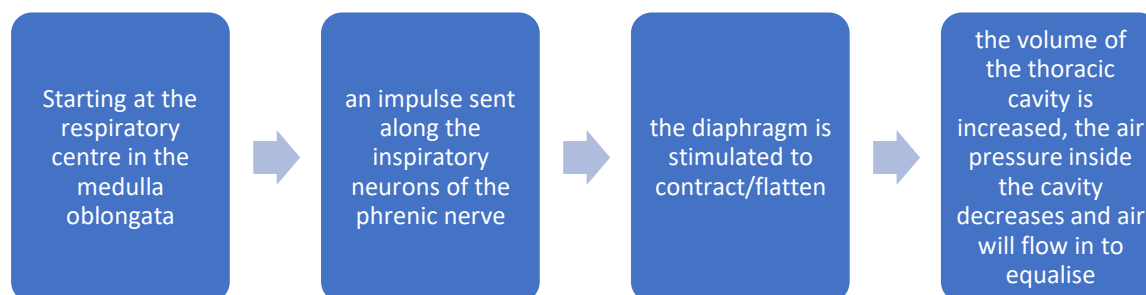 Starting at the
respiratory
centre in the
medulla
oblongata
an impulse sent
along the
inspiratory
neurons of the
phrenic nerve
the diaphragm is
stimulated to
contract/flatten
the volume of
the thoracic
cavity is
increased, the air
pressure inside
the cavity
decreases and air
will flow in to
equalise